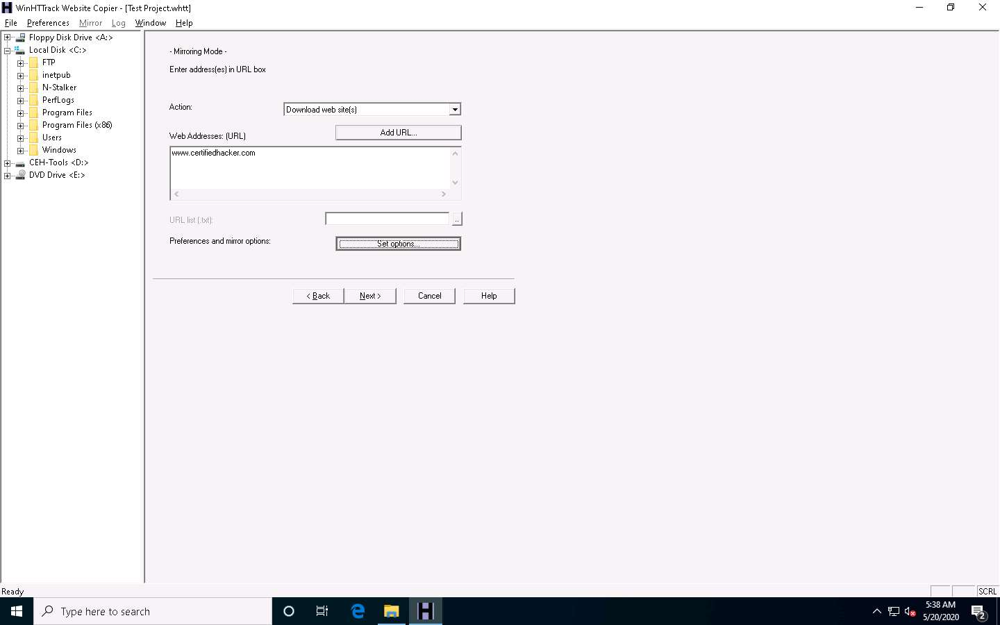 WinHTTrack Website Copier - [Test Project.whtt]
File Preferences Mirror Log Window Help
Floppy Disk Drive <A:>
Local Disk <C:>
FTP
inetpub
N-Stalker
PerfLogs
Program Files
Program Files (x86)
Users
Windows
CEH-Tools <D:>
DVD Drive <E:>
- Mirroring Mode -
Enter address(es) in URL box
Action:
Download web site(s)
Web Addresses: (URL)
Add URL...
www.certifiedhacker.com
URL list (.txt):
..
Preferences and mirror options:
Set options...
< Back Next > Cancel Help
Ready
SCRL
Type here to search
5:38 AM
5/20/2020
2